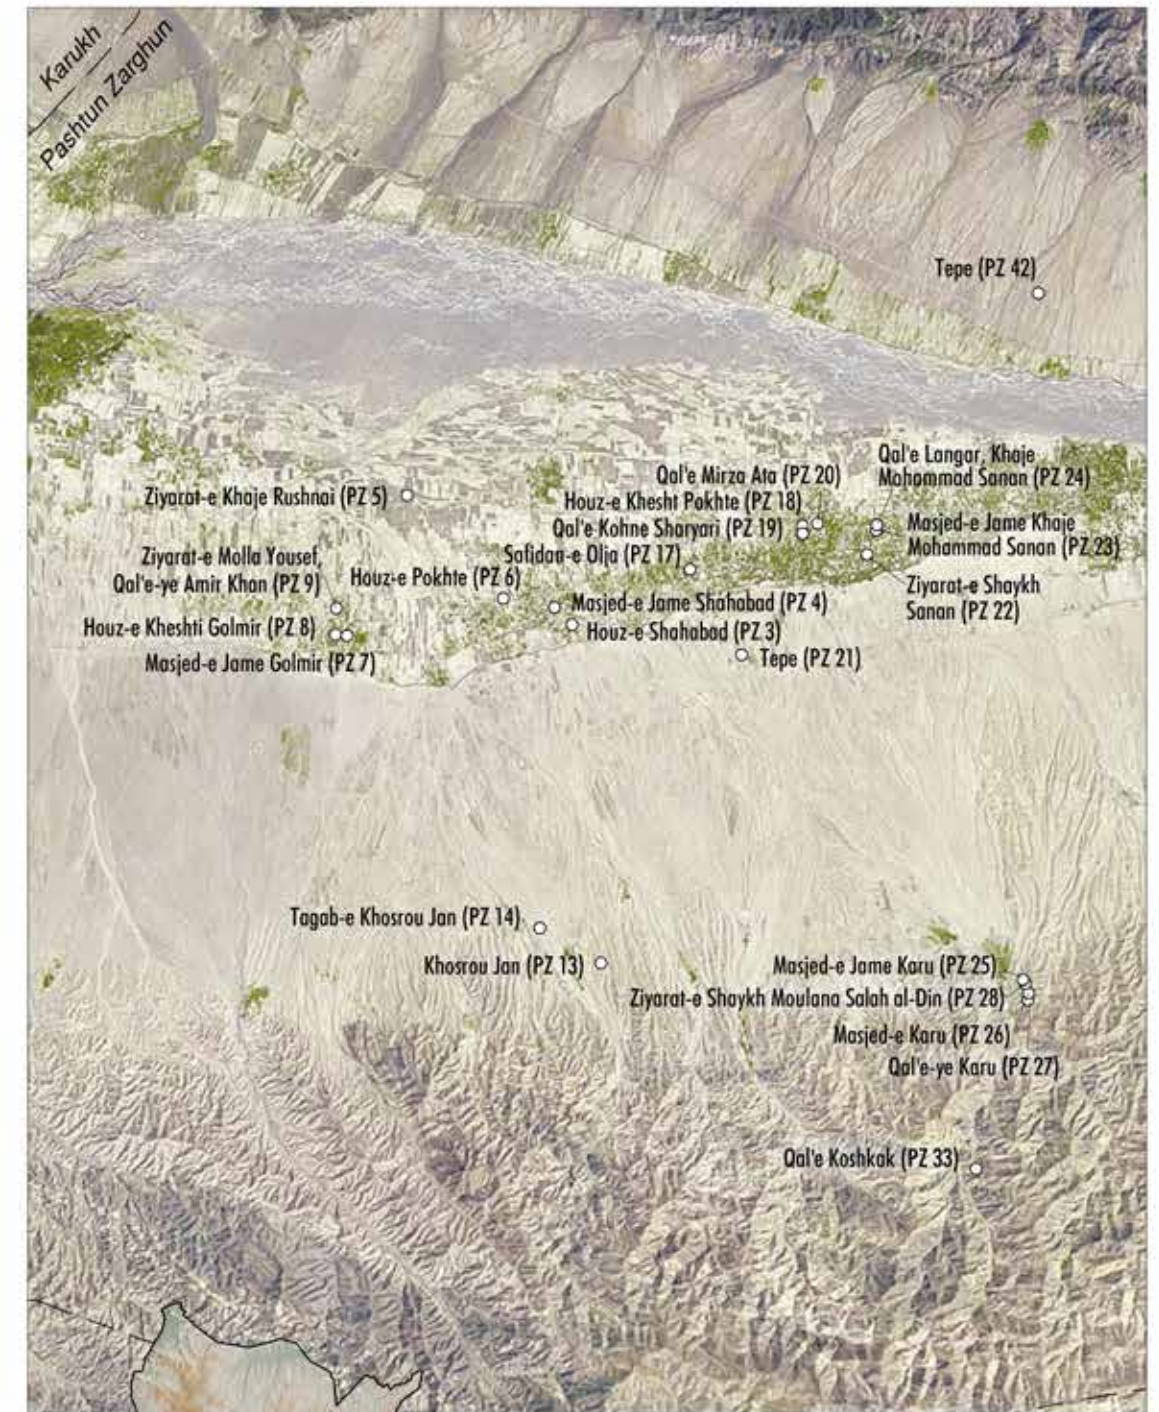 Karukh
Pashtun Zarghun
Tepe (PZ 42)
Qal'e Langar, Khaje
Mohammad Sanan (PZ 24)
Qal'e Mirza Ata (PZ 20)
Ziyarat-e Khaje Rushnai (PZ 5)
Houz-e Khesht Pokhte (PZ 18)
Qal'e Kohne Sharyari (PZ 19)
Masjed-e Jame Khaje
Mohammad Sanan (PZ 23)
Safidaa-e Olja (PZ 17)
Ziyarat-e Molla Yousef,
Qal'e-ye Amir Khan (PZ 9)
Houz-e Pokhte (PZ 6)
Ziyarat-e Shaykh
Sanan (PZ 22)
Masjed-e Jame Shahabad (PZ 4)
Houz-e Kheshti Golmir (PZ 8)
Houz-e Shahabad (PZ 3)
Masjed-e Jame Golmir (PZ 7)
Tepe (PZ 21)
Tagab-e Khosrou Jan (PZ 14)
Khosrou Jan (PZ 13)
Masjed-e Jame Karu (PZ 25)
Ziyarat-e Shaykh Moulana Salah al-Din (PZ 28)
Masjed-e Karu (PZ 26)
Qal'e-ye Karu (PZ 27)
Qal'e Koshkak (PZ 33)